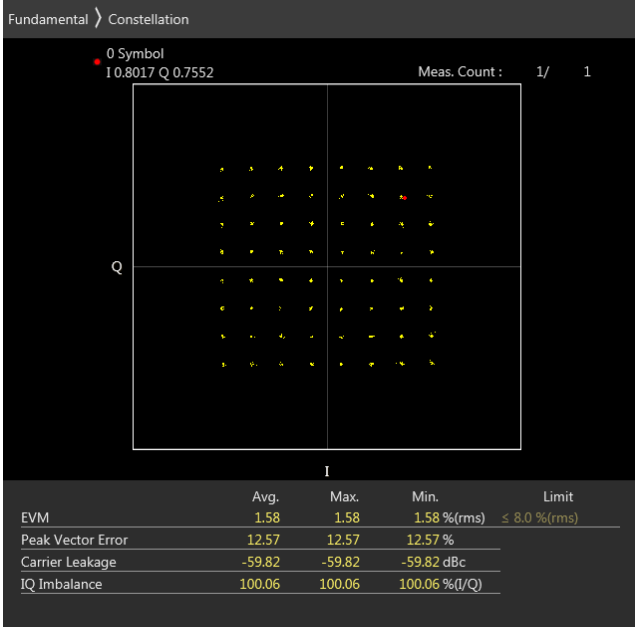 Fundamental 〉 Constellation
0 Symbol
I 0.8017 Q 0.7552
Meas. Count : 1/ 1
Q
I
Avg. Max. Min. Limit
EVM 1.58 1.58 1.58 %(rms) ≤ 8.0 %(rms)
Peak Vector Error 12.57 12.57 12.57 %
Carrier Leakage -59.82 -59.82 -59.82 dBc
IQ Imbalance 100.06 100.06 100.06 %(I/Q)